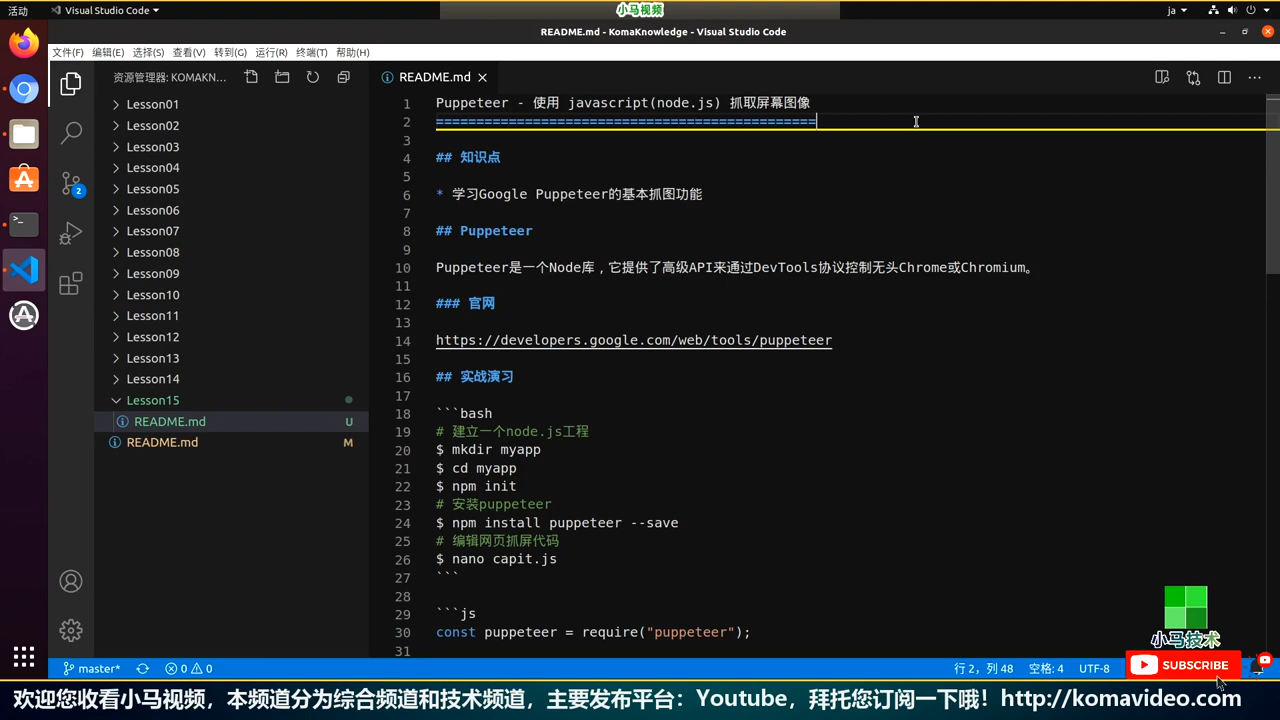 活动
Visual Studio Code
小马视频
ja
README.md - KomaKnowledge - Visual Studio Code
文件(F) 编辑(E) 选择(S) 查看(V) 转到(G) 运行(R) 终端(T) 帮助(H)
资源管理器: KOMAKN...
README.md
Lesson01
Lesson02
Lesson03
Lesson04
Lesson05
Lesson06
Lesson07
Lesson08
Lesson09
Lesson10
Lesson11
Lesson12
Lesson13
Lesson14
Lesson15
README.md U
README.md M
2
1 Puppeteer - 使用 javascript(node.js) 抓取屏幕图像
2 ===============================================
3
4 ## 知识点
5
6 * 学习Google Puppeteer的基本抓图功能
7
8 ## Puppeteer
9
10 Puppeteer是一个Node库，它提供了高级API来通过DevTools协议控制无头Chrome或Chromium。
11
12 ### 官网
13
14 https://developers.google.com/web/tools/puppeteer
15
16 ## 实战演习
17
18 ```bash
19 # 建立一个node.js工程
20 $ mkdir myapp
21 $ cd myapp
22 $ npm init
23 # 安装puppeteer
24 $ npm install puppeteer --save
25 # 编辑网页抓屏代码
26 $ nano capit.js
27 ```
28
29 ```js
30 const puppeteer = require("puppeteer");
31
小马技术
SUBSCRIBE
master* 0 0 行 2，列 48 空格: 4 UTF-8
欢迎您收看小马视频，本频道分为综合频道和技术频道，主要发布平台：Youtube，拜托您订阅一下哦！http://komavideo.com